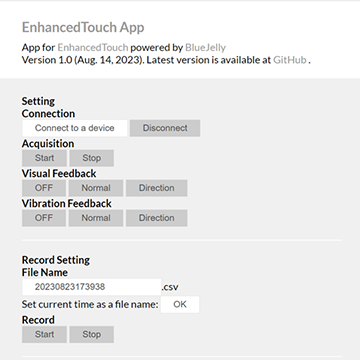 EnhancedTouch App
App for EnhancedTouch powered by BlueJelly
Version 1.0 (Aug. 14, 2023). Latest version is available at GitHub .
Setting
Connection
Connect to a device Disconnect
Acquisition
Start Stop
Visual Feedback
OFF Normal Direction
Vibration Feedback
OFF Normal Direction
Record Setting
File Name
20230823173938 .csv
Set current time as a file name: OK
Record
Start Stop